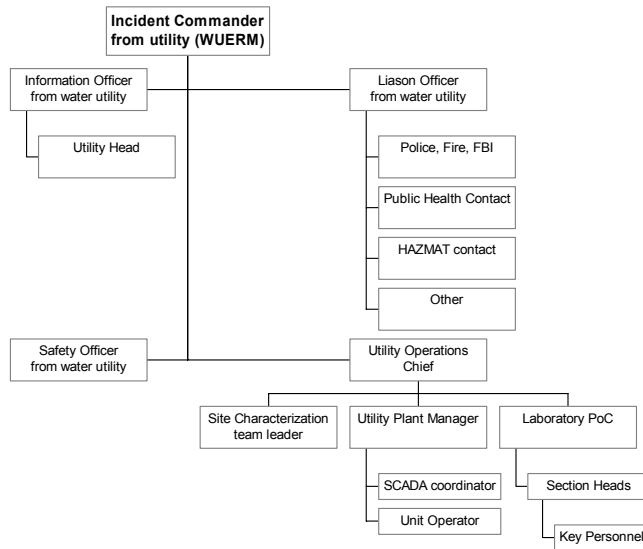 Incident Commander
from utility (WUERM)
Information Officer
from water utility
Liason Officer
from water utility
Utility Head
Police, Fire, FBI
Public Health Contact
HAZMAT contact
Other
Safety Officer
from water utility
Utility Operations
Chief
Site Characterization
team leader
Utility Plant Manager
Laboratory PoC
SCADA coordinator
Section Heads
Unit Operator
Key Personnel